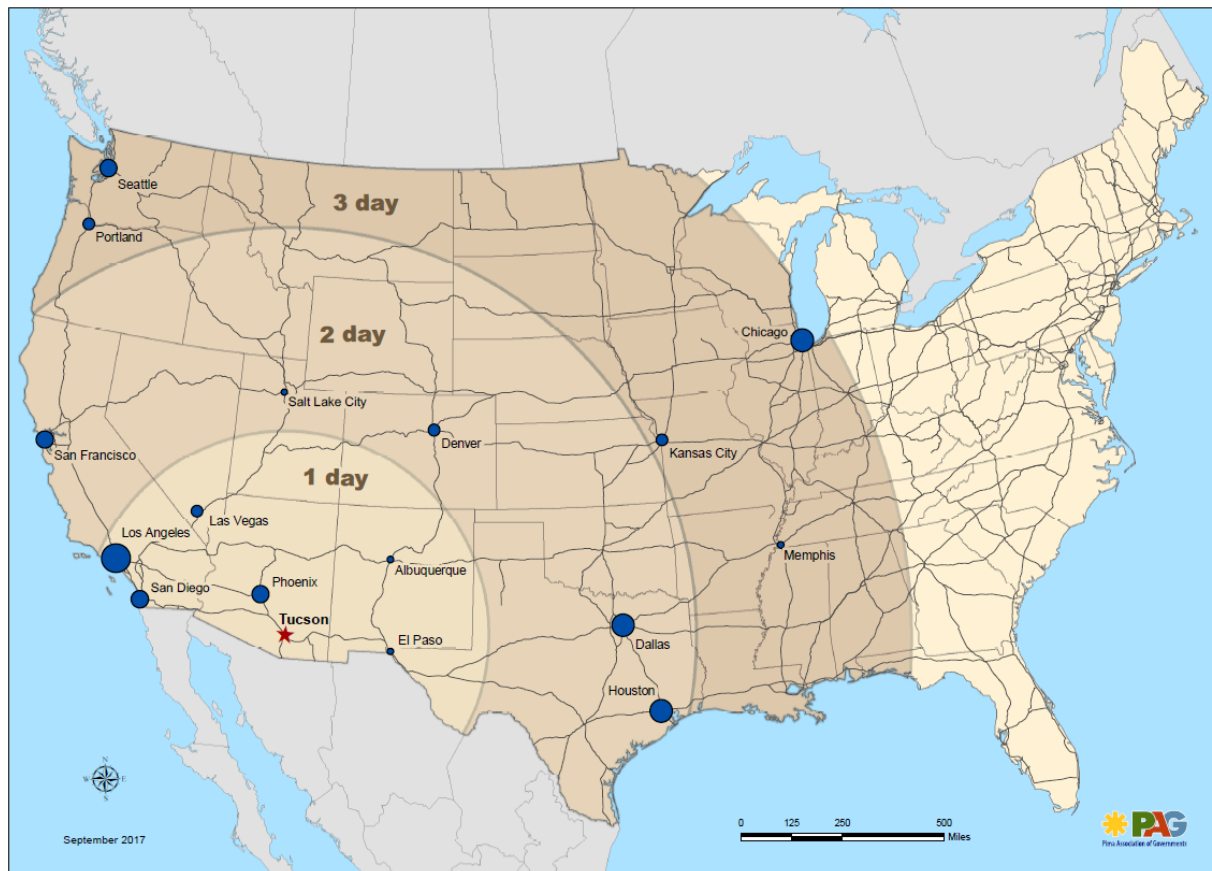 3 day
Seattle
Portland
2 day
Chicago
Salt Lake City
Denver
Kansas City
San Francisco
1 day
Las Vegas
Los Angeles
Memphis
Albuquerque
San Diego
Phoenix
Tucson
El Paso
Dallas
Houston
N
W
E
S
September 2017
0 125 250 500
Miles
PAG
Pima Association of Governments